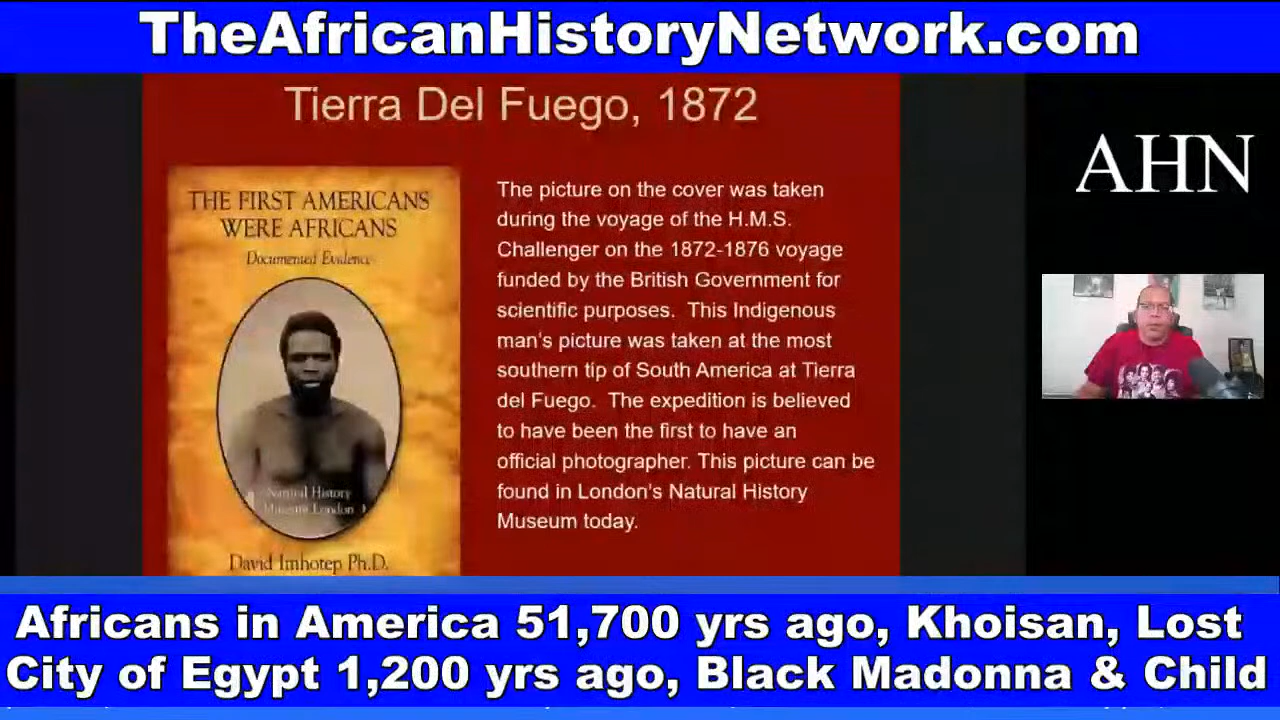 TheAfricanHistoryNetwork.com
Tierra Del Fuego, 1872
AHN
THE FIRST AMERICANS
WERE AFRICANS
Documented Evidence
Natural History
Museum London
David Imhotep Ph.D.
The picture on the cover was taken
during the voyage of the H.M.S.
Challenger on the 1872-1876 voyage
funded by the British Government for
scientific purposes. This Indigenous
man's picture was taken at the most
southern tip of South America at Tierra
del Fuego. The expedition is believed
to have been the first to have an
official photographer. This picture can be
found in London's Natural History
Museum today.
Africans in America 51,700 yrs ago, Khoisan, Lost
City of Egypt 1,200 yrs ago, Black Madonna & Child